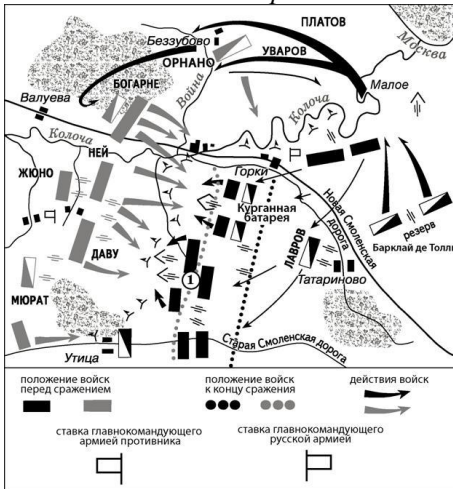 ПЛАТОВ
Беззубово
УВАРОВ
Москва
ОРНАНО
БОГАРНЕ
Война
Малое
Валуева
Колоча
Колоча
НЕЙ
Горки
ЖЮНО
Курганная
батарея
Новая Смоленская
дорога
резерв
Барклай де Толли
ДАВУ
ЛАВРОВ
1
Татариново
МЮРАТ
Утица
Старая Смоленская дорога
положение войск
перед сражением
положение войск
к концу сражения
действия войск
ставка главнокомандующего
армией противника
ставка главнокомандующего
русской армией